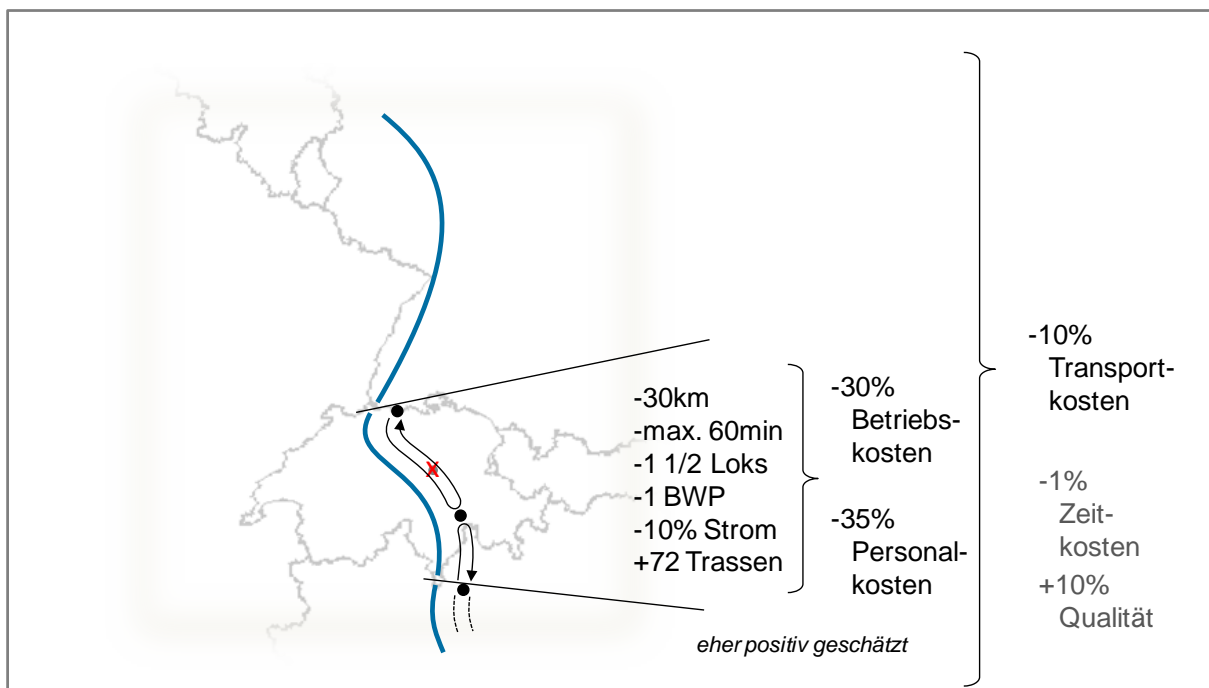 -30km
-max. 60min
-1 1/2 Loks
-1 BWP
-10% Strom
+72 Trassen
-30%
Betriebs-
kosten
-35%
Personal-
kosten
-10%
Transport-
kosten
-1%
Zeit-
kosten
+10%
Qualität
eher positiv geschätzt